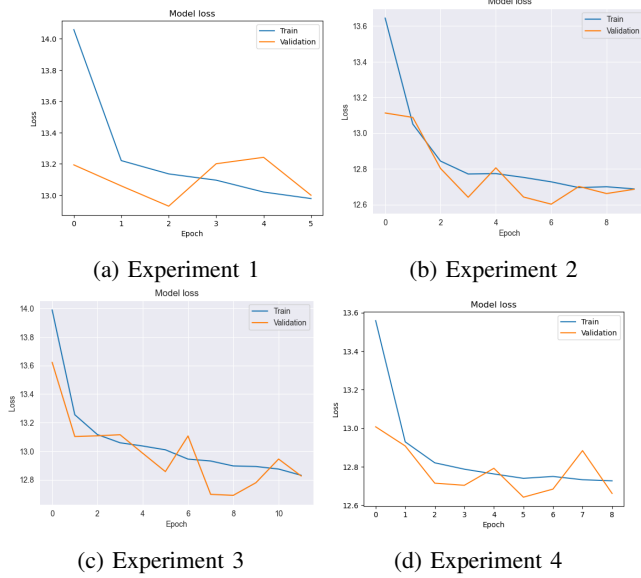 Model loss
Train
Validation
14.0
13.8
13.6
13.4
13.2
13.0
Loss
0 1 2 3 4 5
Epoch
(a) Experiment 1
Model loss
Train
Validation
13.6
13.4
13.2
13.0
12.8
12.6
Loss
0 2 4 6 8
Epoch
(b) Experiment 2
Model loss
Train
Validation
14.0
13.8
13.6
13.4
13.2
13.0
12.8
Loss
0 2 4 6 8 10
Epoch
(c) Experiment 3
Model loss
Train
Validation
13.6
13.4
13.2
13.0
12.8
12.6
Loss
0 1 2 3 4 5 6 7 8
Epoch
(d) Experiment 4